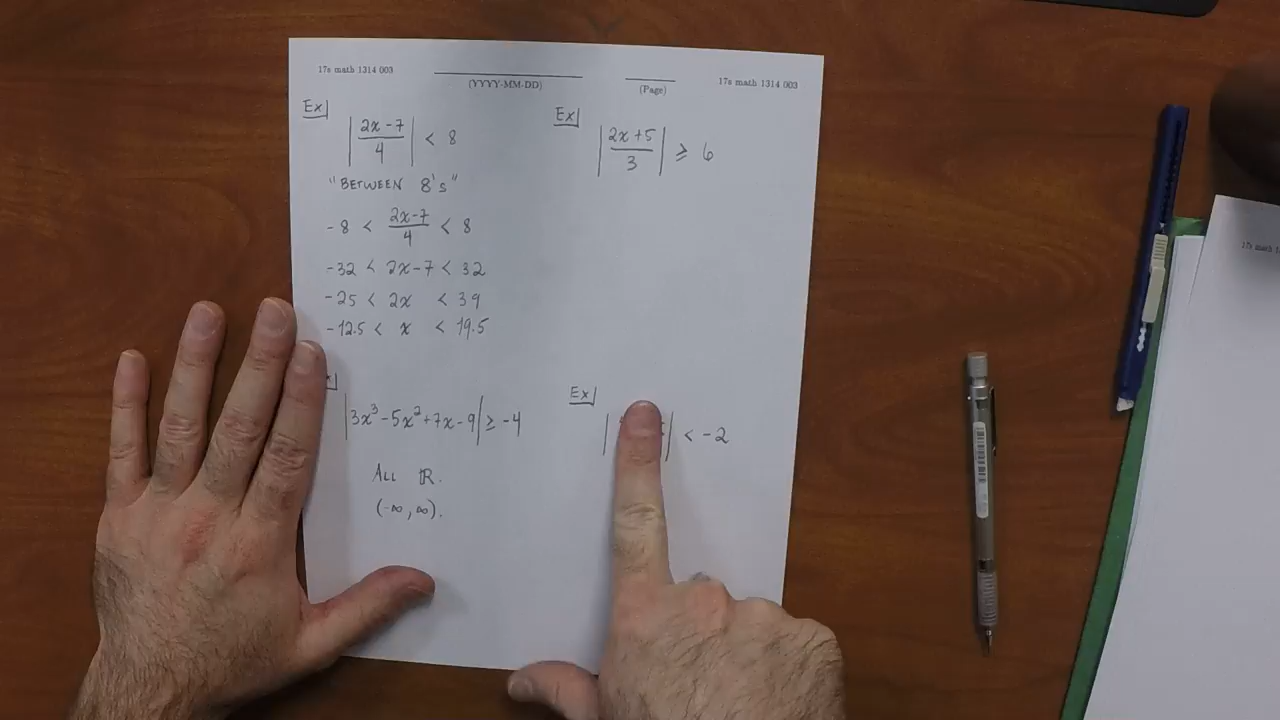 17s math 1314 003
(YYYY-MM-DD)
(Page)
17s math 1314 003
Ex
|(2x-7)/4| < 8
"BETWEEN 8's"
-8 < (2x-7)/4 < 8
-32 < 2x-7 < 32
-25 < 2x < 39
-12.5 < x < 19.5
Ex
|(2x+5)/3| ≥ 6
|3x³-5x²+7x-9| ≥ -4
ALL ℝ.
(-∞, ∞).
Ex
< -2